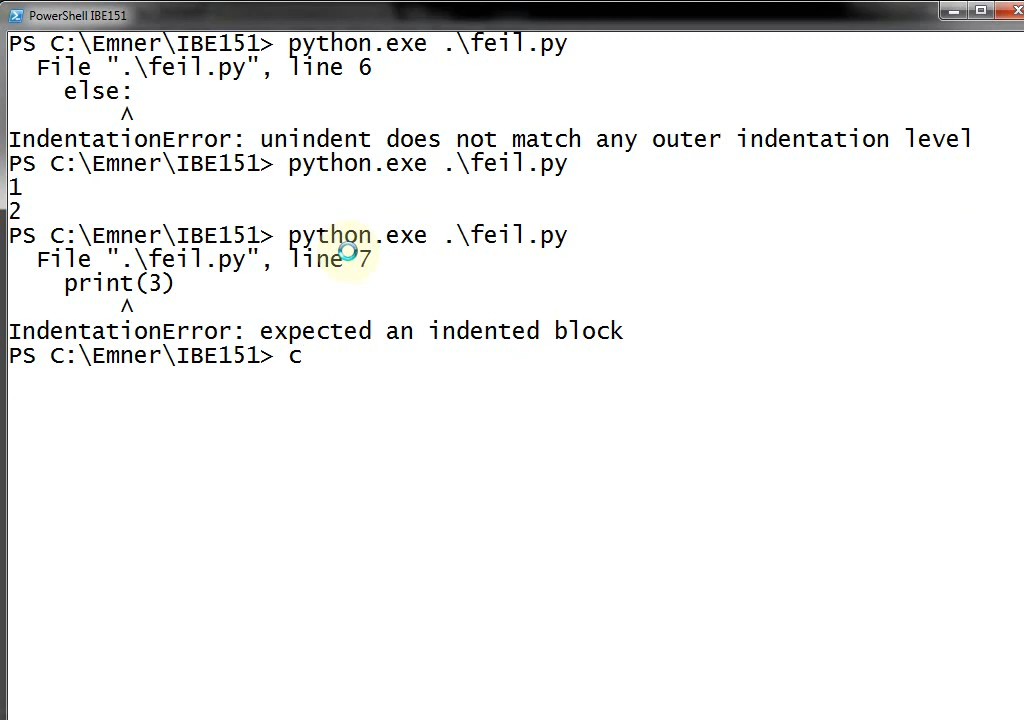 PowerShell IBE151
PS C:\Emner\IBE151> python.exe .\feil.py
  File ".\feil.py", line 6
    else:
        ^
IndentationError: unindent does not match any outer indentation level
PS C:\Emner\IBE151> python.exe .\feil.py
1
2
PS C:\Emner\IBE151> python.exe .\feil.py
  File ".\feil.py", line 7
    print(3)
        ^
IndentationError: expected an indented block
PS C:\Emner\IBE151> c